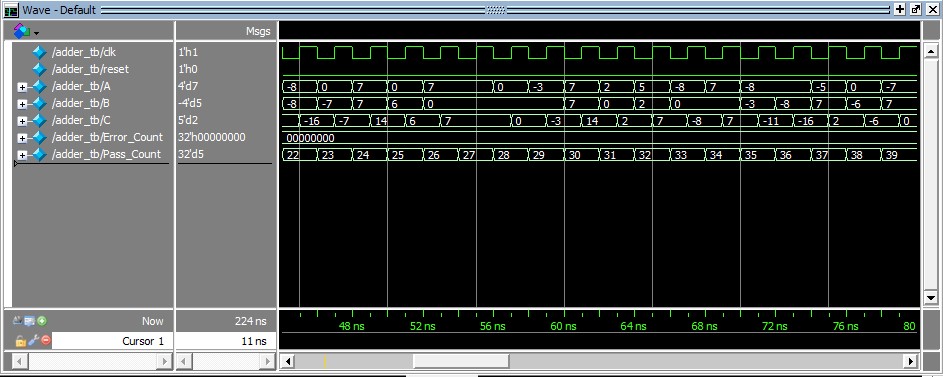 Wave - Default
Msgs
/adder_tb/clk 1'h1
/adder_tb/reset 1'h0
/adder_tb/A 4'd7 -8 0 7 0 7 0 -3 7 2 5 -8 7 -8 -5 0 -7
/adder_tb/B -4'd5 -8 -7 7 6 0 7 0 2 0 -3 -8 7 -6 7
/adder_tb/C 5'd2 -16 -7 14 6 7 0 -3 14 2 7 -8 7 -11 -16 2 -6 0
/adder_tb/Error_Count 32'h00000000 00000000
/adder_tb/Pass_Count 32'd5 22 23 24 25 26 27 28 29 30 31 32 33 34 35 36 37 38 39
Now 224 ns 48 ns 52 ns 56 ns 60 ns 64 ns 68 ns 72 ns 76 ns 80
Cursor 1 11 ns